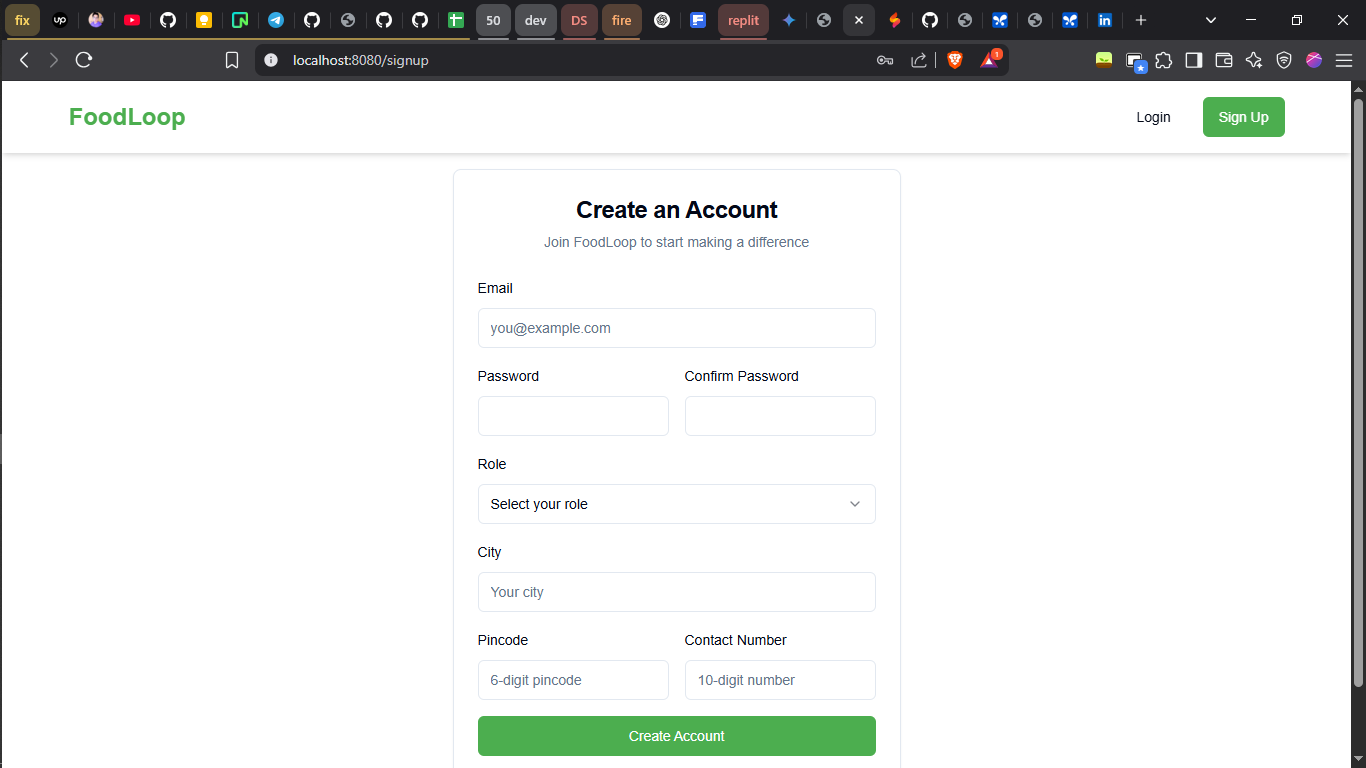 fix up 50 dev DS fire replit
localhost:8080/signup 1
FoodLoop Login Sign Up
Create an Account
Join FoodLoop to start making a difference
Email
you@example.com
Password Confirm Password
Role
Select your role
City
Your city
Pincode Contact Number
6-digit pincode 10-digit number
Create Account